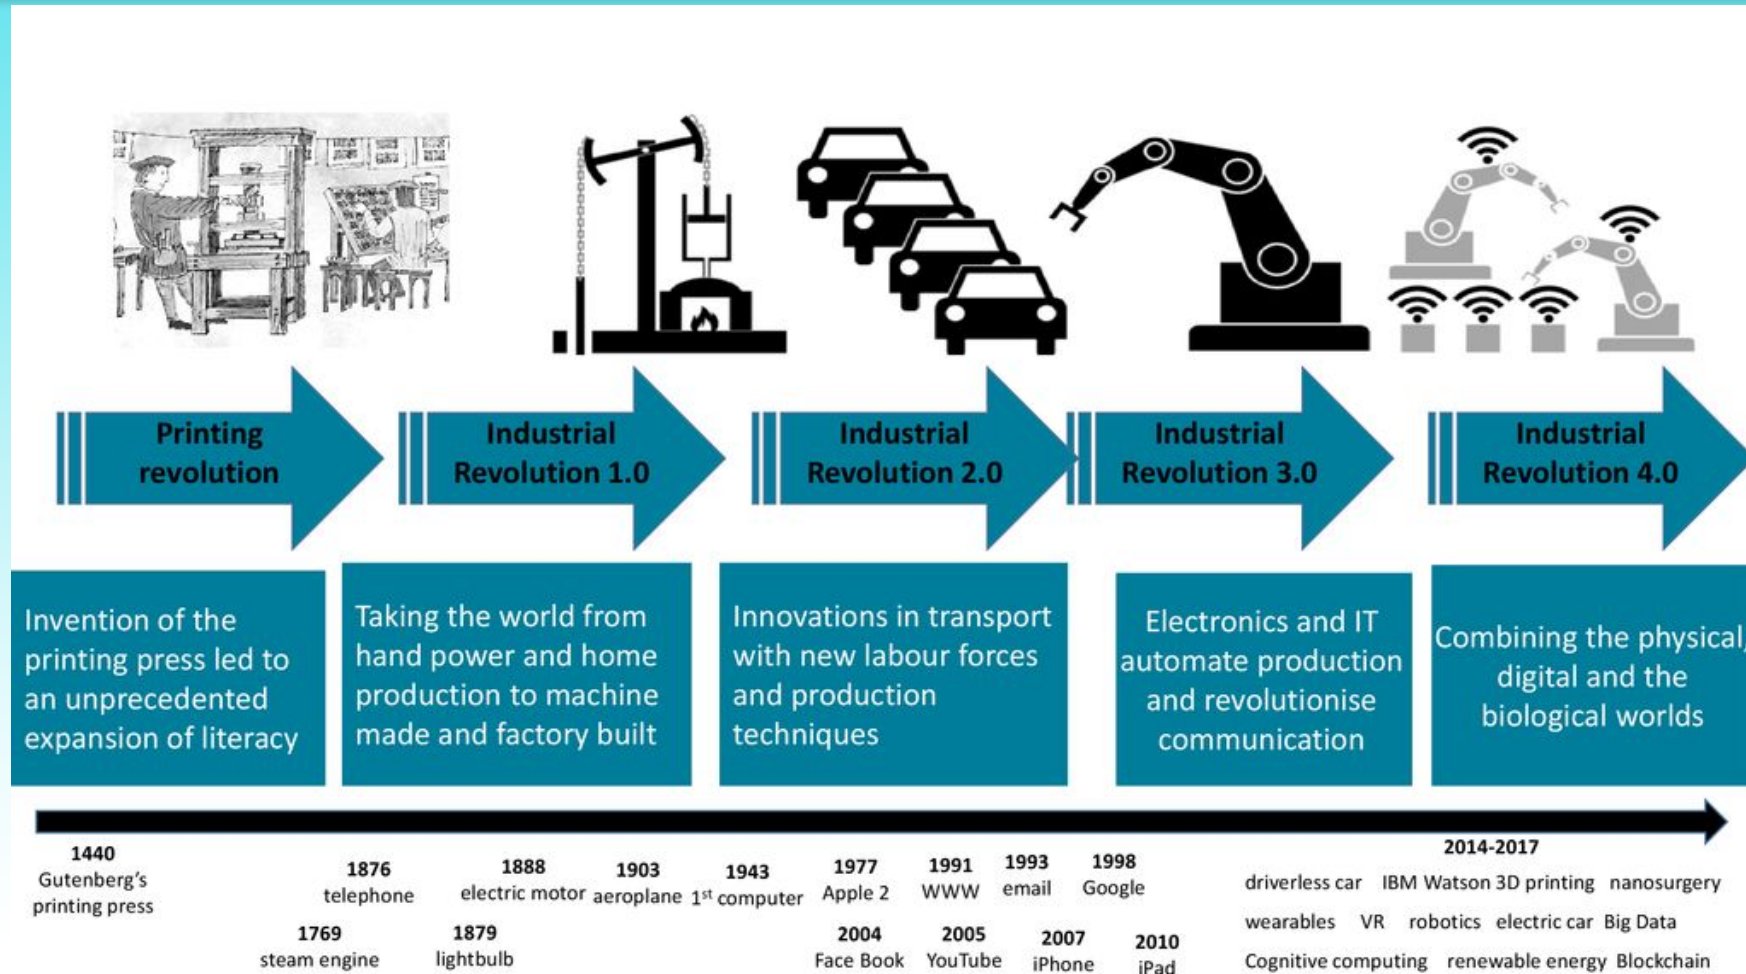 Printing
revolution
Industrial
Revolution 1.0
Industrial
Revolution 2.0
Industrial
Revolution 3.0
Industrial
Revolution 4.0
Invention of the
printing press led to
an unprecedented
expansion of literacy
Taking the world from
hand power and home
production to machine
made and factory built
Innovations in transport
with new labour forces
and production
techniques
Electronics and IT
automate production
and revolutionise
communication
Combining the physical,
digital and the
biological worlds
1440
Gutenberg's
printing press
1876
telephone
1888
electric motor
1903
aeroplane
1943
1st computer
1977
Apple 2
1991
WWW
1993
email
1998
Google
1769
steam engine
1879
lightbulb
2004
Face Book
2005
YouTube
2007
iPhone
2010
iPad
2014-2017
driverless car IBM Watson 3D printing nanosurgery
wearables VR robotics electric car Big Data
Cognitive computing renewable energy Blockchain